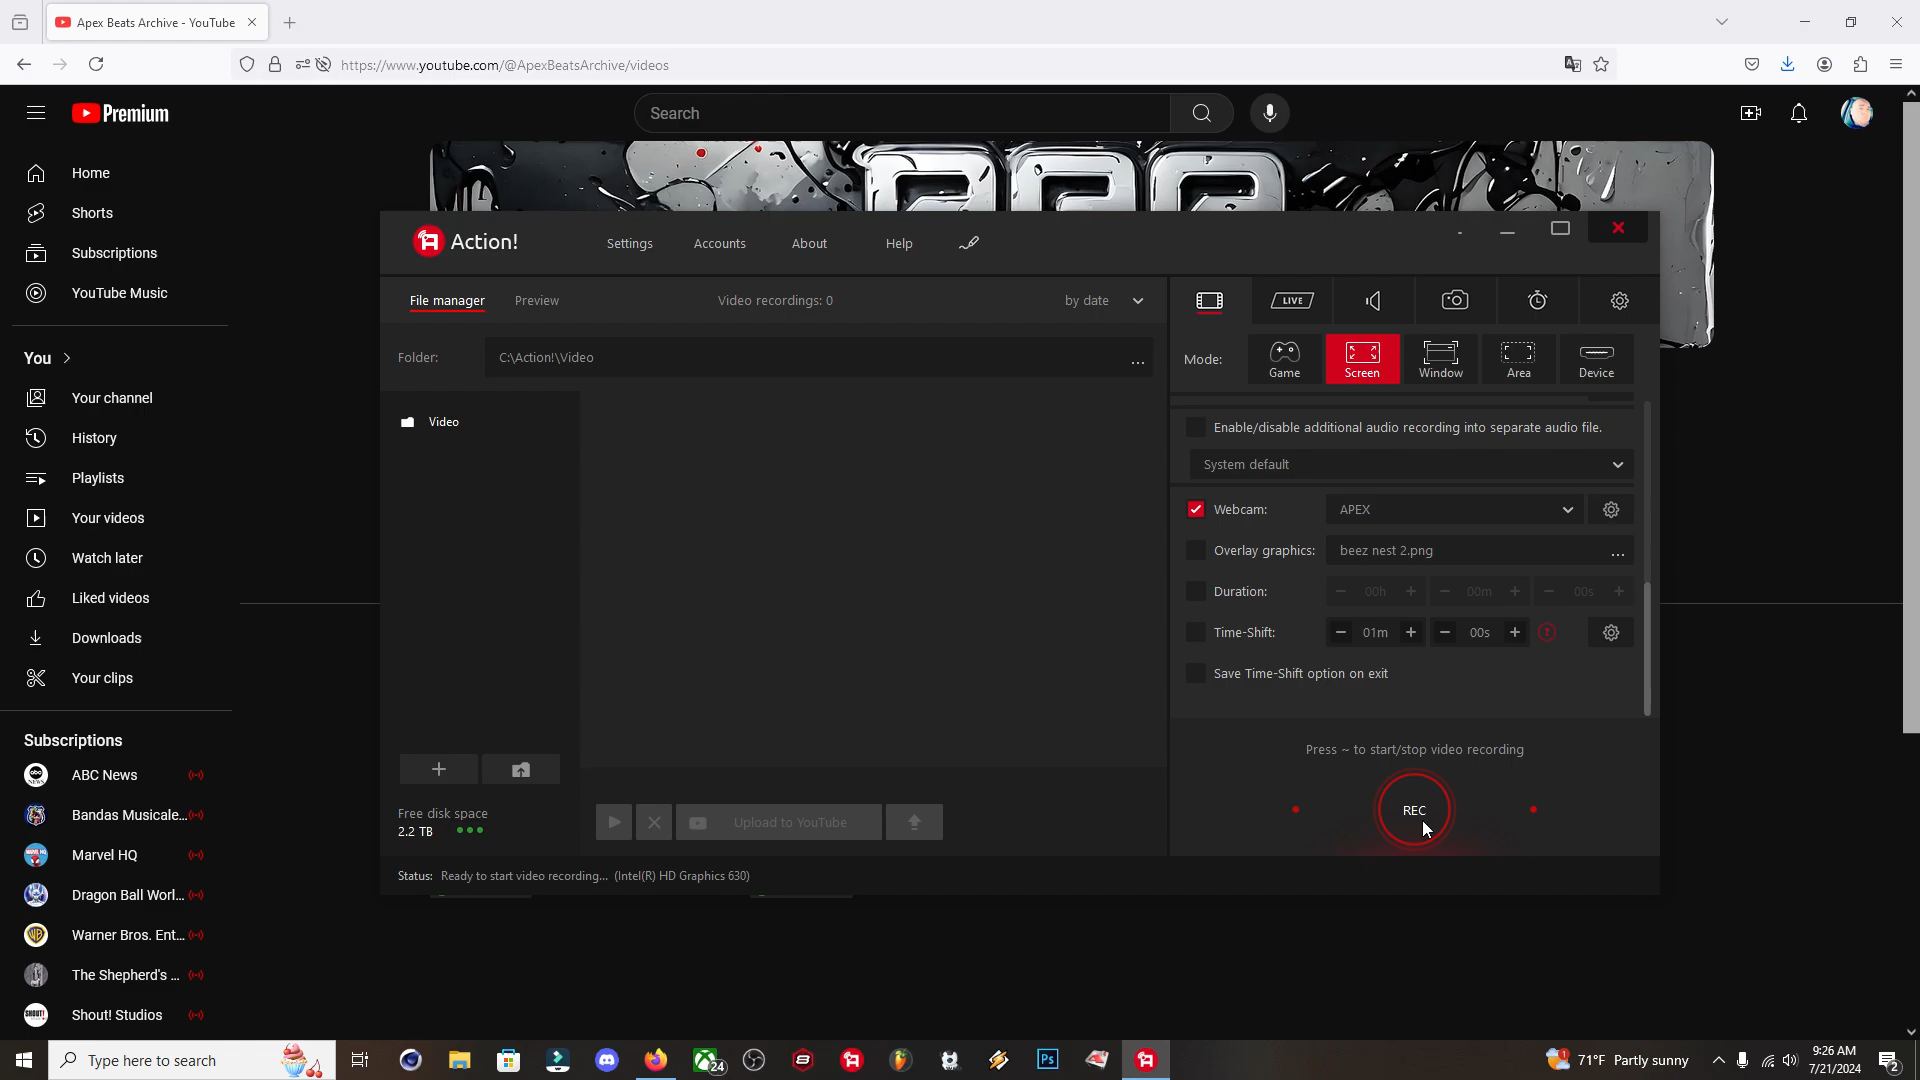 Apex Beats Archive - YouTube
https://www.youtube.com/@ApexBeatsArchive/videos
Premium
Search
Home
Shorts
Subscriptions
YouTube Music
You
Your channel
History
Playlists
Your videos
Watch later
Liked videos
Downloads
Your clips
Subscriptions
ABC News
Bandas Musicale...
Marvel HQ
Dragon Ball Worl...
Warner Bros. Ent...
The Shepherd's ...
Shout! Studios
Action!
Settings Accounts About Help
File manager Preview Video recordings: 0 by date
Folder: C:\Action!\Video ...
Video
Free disk space
2.2 TB
Upload to YouTube
Status: Ready to start video recording... (Intel(R) HD Graphics 630)
LIVE
Mode: Game Screen Window Area Device
Enable/disable additional audio recording into separate audio file.
System default
Webcam: APEX
Overlay graphics: beez nest 2.png ...
Duration: - 00h + - 00m + - 00s +
Time-Shift: - 01m + - 00s +
Save Time-Shift option on exit
Press ~ to start/stop video recording
REC
Type here to search
24
Ps
1
71°F Partly sunny
9:26 AM
7/21/2024
2